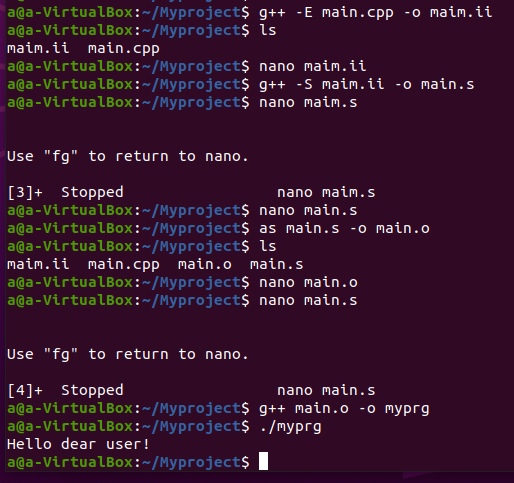 a@a-VirtualBox:~/Myproject$ g++ -E main.cpp -o maim.ii
a@a-VirtualBox:~/Myproject$ ls
maim.ii  main.cpp
a@a-VirtualBox:~/Myproject$ nano maim.ii
a@a-VirtualBox:~/Myproject$ g++ -S maim.ii -o main.s
a@a-VirtualBox:~/Myproject$ nano maim.s
Use "fg" to return to nano.
[3]+  Stopped                 nano maim.s
a@a-VirtualBox:~/Myproject$ nano main.s
a@a-VirtualBox:~/Myproject$ as main.s -o main.o
a@a-VirtualBox:~/Myproject$ ls
maim.ii  main.cpp  main.o  main.s
a@a-VirtualBox:~/Myproject$ nano main.o
a@a-VirtualBox:~/Myproject$ nano main.s
Use "fg" to return to nano.
[4]+  Stopped                 nano main.s
a@a-VirtualBox:~/Myproject$ g++ main.o -o myprg
a@a-VirtualBox:~/Myproject$ ./myprg
Hello dear user!
a@a-VirtualBox:~/Myproject$